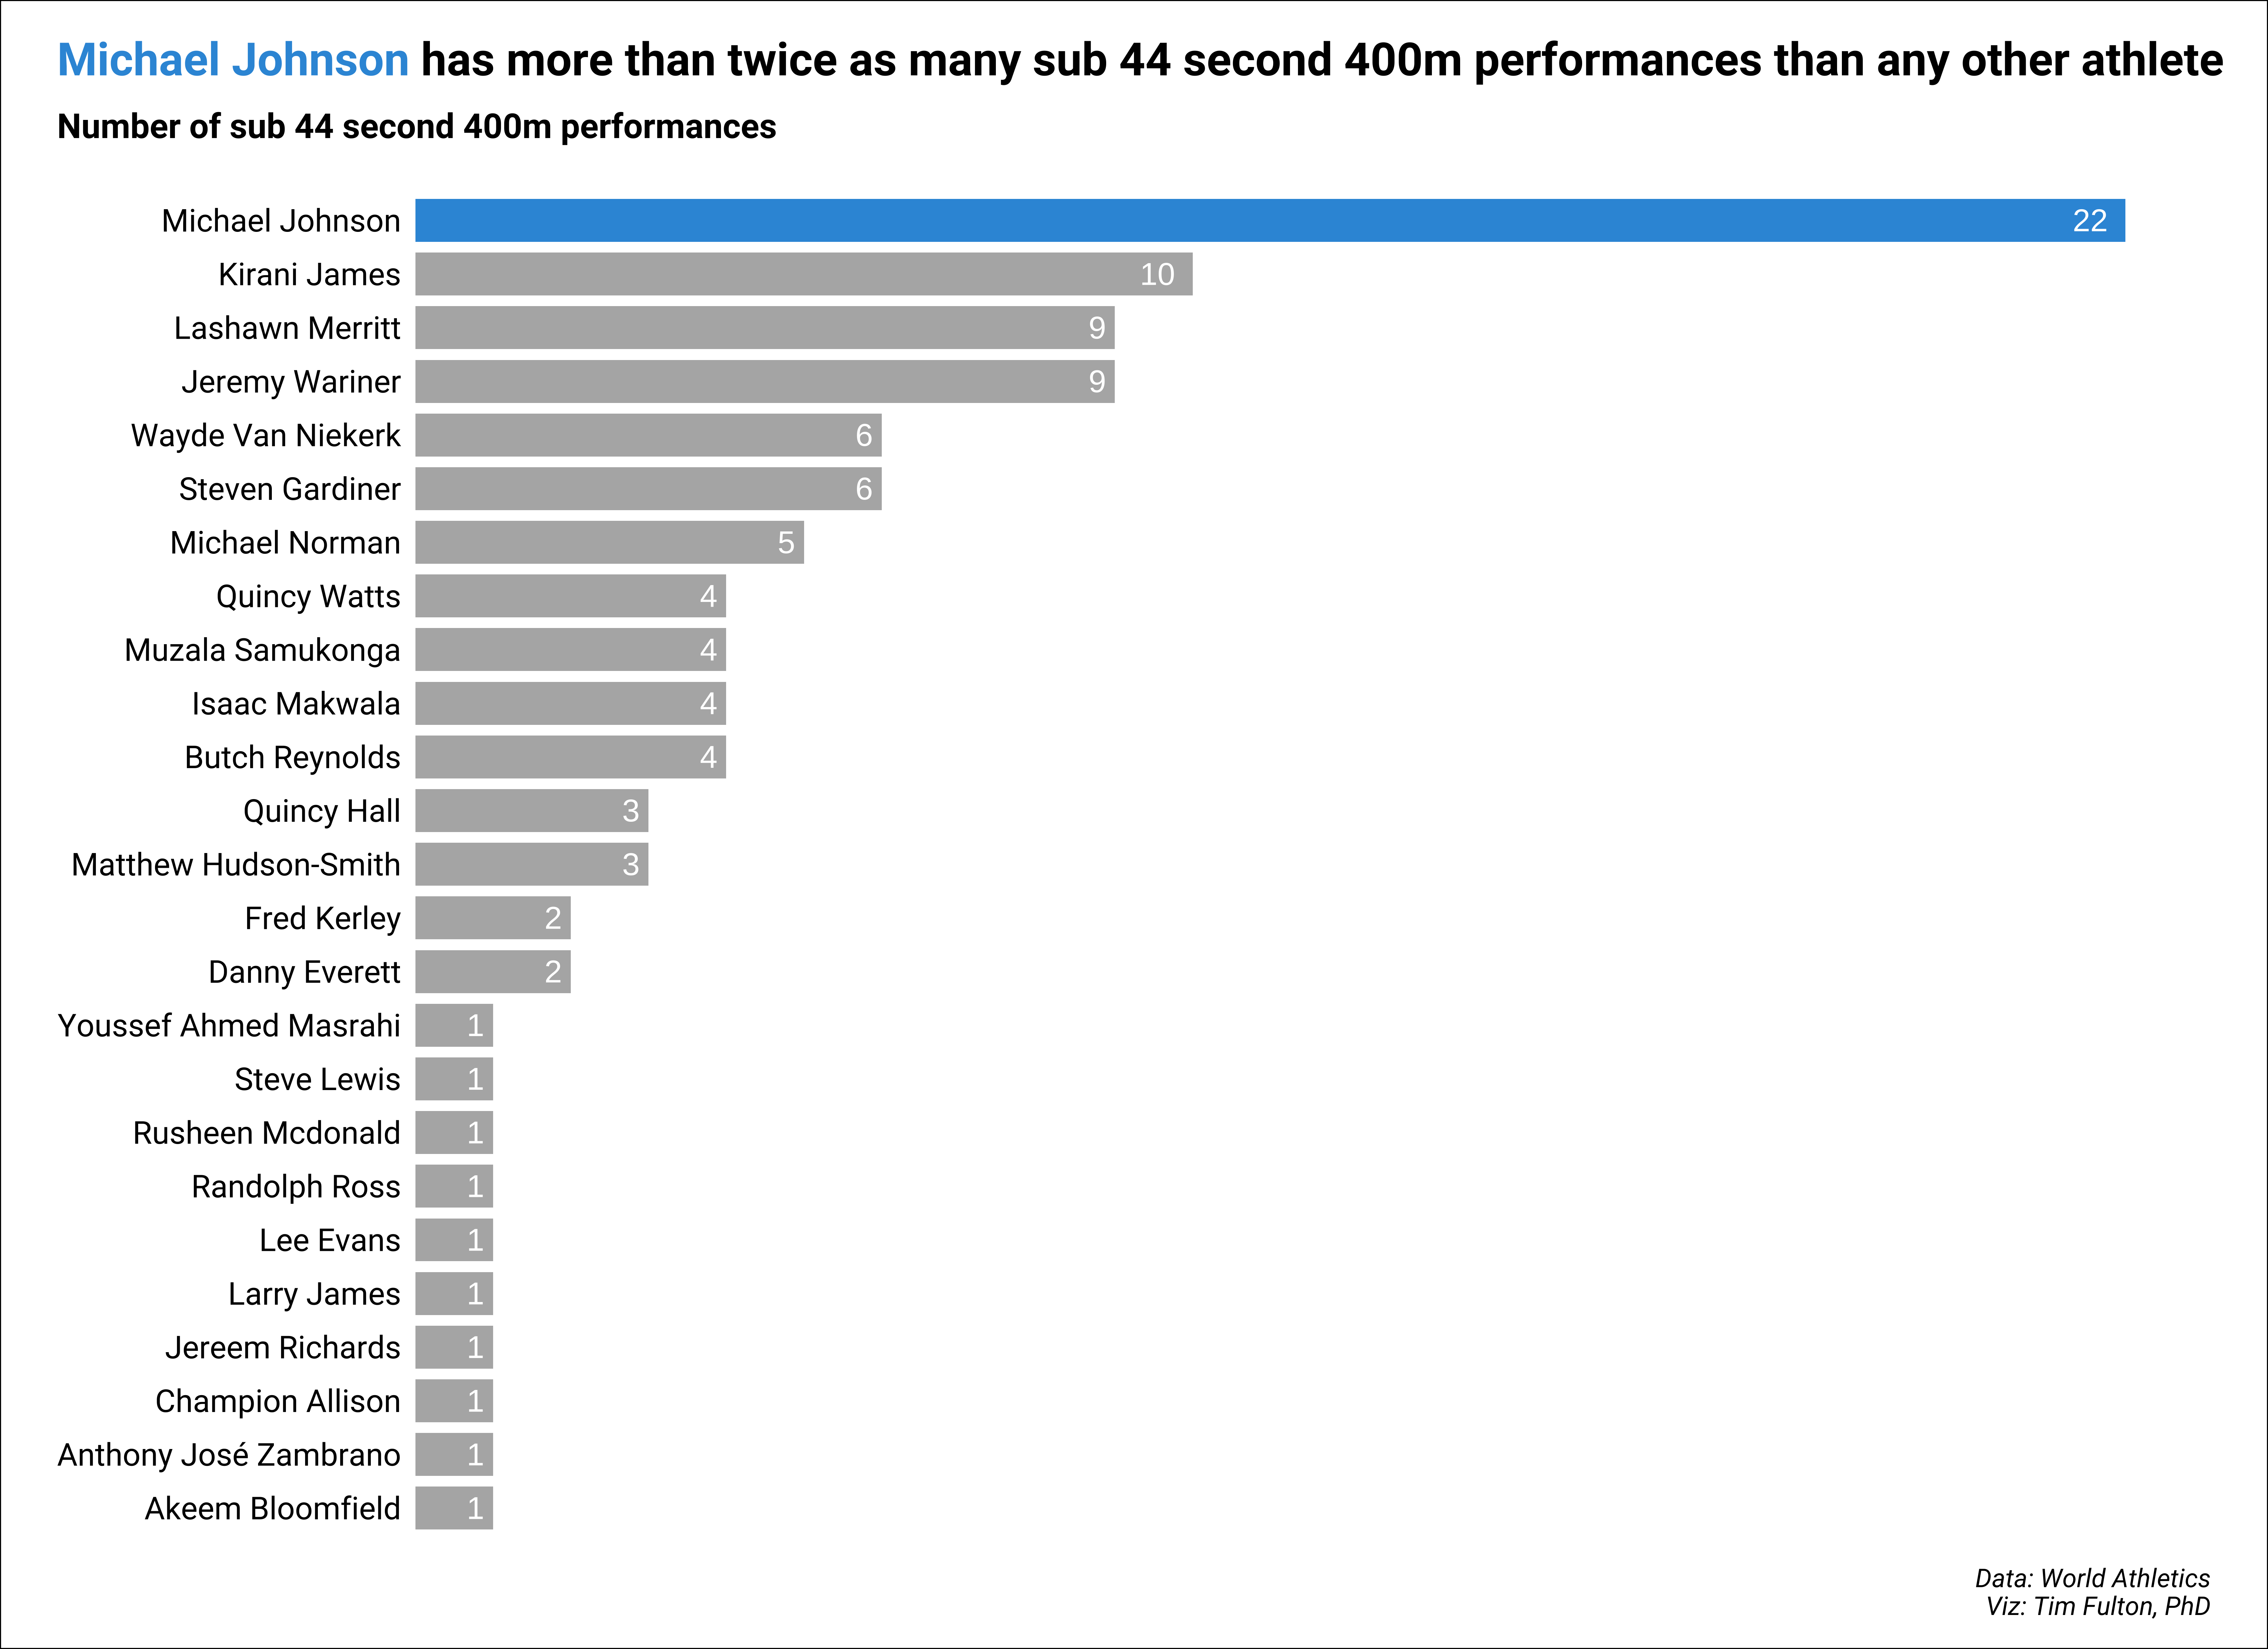 Michael Johnson has more than twice as many sub 44 second 400m performances than any other athlete
Number of sub 44 second 400m performances
Michael Johnson 22
Kirani James 10
Lashawn Merritt 9
Jeremy Wariner 9
Wayde Van Niekerk 6
Steven Gardiner 6
Michael Norman 5
Quincy Watts 4
Muzala Samukonga 4
Isaac Makwala 4
Butch Reynolds 4
Quincy Hall 3
Matthew Hudson-Smith 3
Fred Kerley 2
Danny Everett 2
Youssef Ahmed Masrahi 1
Steve Lewis 1
Rusheen Mcdonald 1
Randolph Ross 1
Lee Evans 1
Larry James 1
Jereem Richards 1
Champion Allison 1
Anthony José Zambrano 1
Akeem Bloomfield 1
Data: World Athletics
Viz: Tim Fulton, PhD